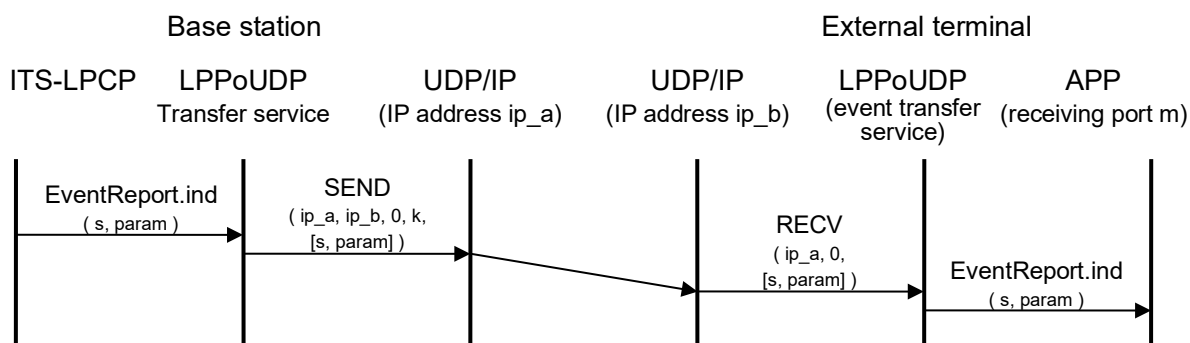 Base station
External terminal
ITS-LPCP
LPPoUDP
Transfer service
UDP/IP
(IP address ip_a)
UDP/IP
(IP address ip_b)
LPPoUDP
(event transfer
service)
APP
(receiving port m)
EventReport.ind
( s, param )
SEND
( ip_a, ip_b, 0, k,
[s, param] )
RECV
( ip_a, 0,
[s, param] )
EventReport.ind
( s, param )